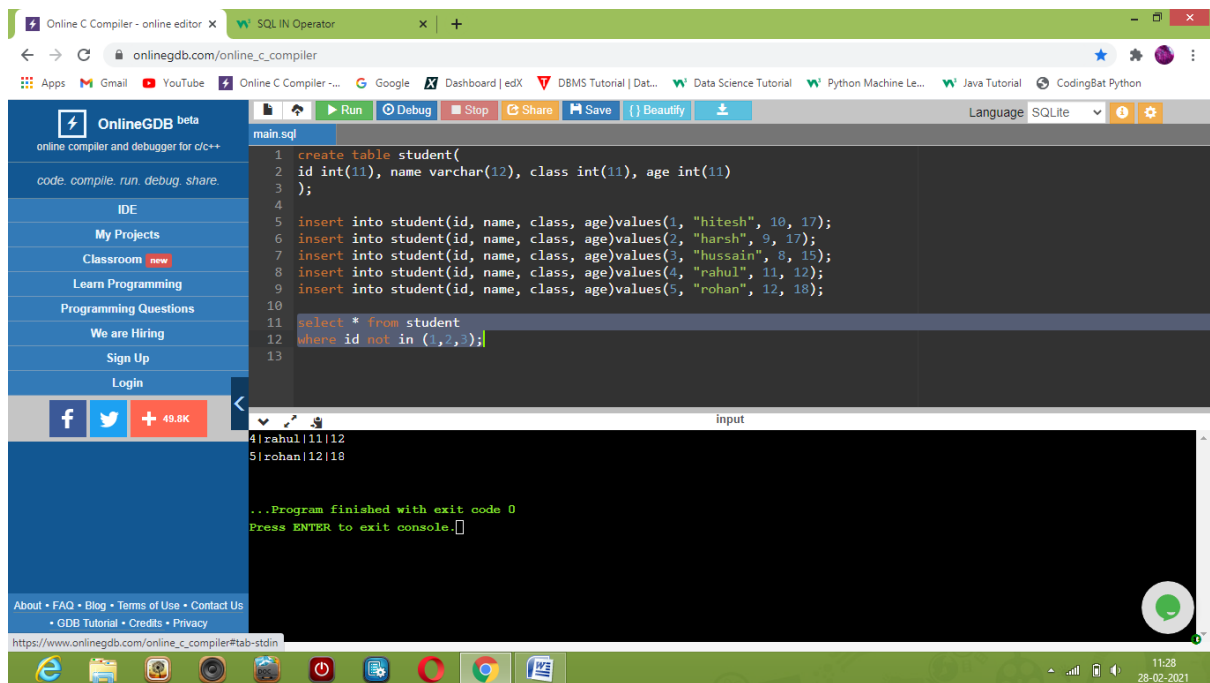 Online C Compiler - online editor
SQL IN Operator
onlinegdb.com/online_c_compiler
Apps
Gmail
YouTube
Online C Compiler -...
Google
Dashboard | edX
DBMS Tutorial | Dat...
Data Science Tutorial
Python Machine Le...
Java Tutorial
CodingBat Python
OnlineGDB beta
online compiler and debugger for c/c++
code. compile. run. debug. share.
IDE
My Projects
Classroom new
Learn Programming
Programming Questions
We are Hiring
Sign Up
Login
f
49.8K
About • FAQ • Blog • Terms of Use • Contact Us
• GDB Tutorial • Credits • Privacy
https://www.onlinegdb.com/online_c_compiler#tab-stdin
Run
Debug
Stop
Share
Save
{ } Beautify
Language SQLite
main.sql
1 create table student(
2 id int(11), name varchar(12), class int(11), age int(11)
3 );
4
5 insert into student(id, name, class, age)values(1, "hitesh", 10, 17);
6 insert into student(id, name, class, age)values(2, "harsh", 9, 17);
7 insert into student(id, name, class, age)values(3, "hussain", 8, 15);
8 insert into student(id, name, class, age)values(4, "rahul", 11, 12);
9 insert into student(id, name, class, age)values(5, "rohan", 12, 18);
10
11 select * from student
12 where id not in (1,2,3);
13
input
4|rahul|11|12
5|rohan|12|18
...Program finished with exit code 0
Press ENTER to exit console.
11:28
28-02-2021